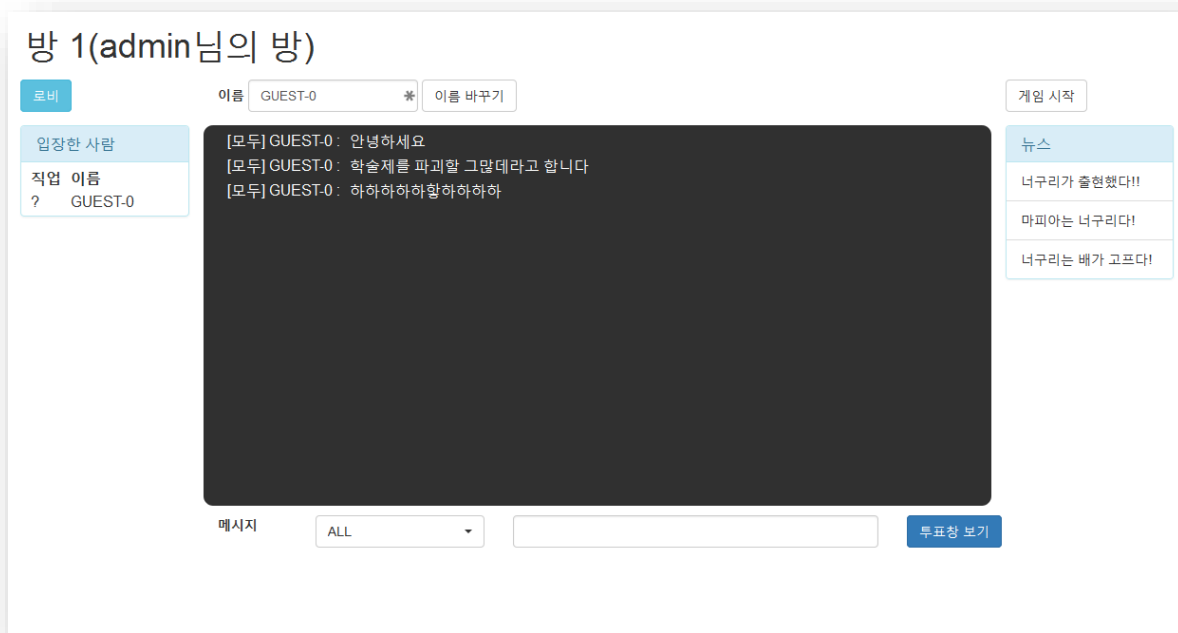 방 1(admin님의 방)
로비
이름 GUEST-0 이름 바꾸기
게임 시작
입장한 사람
직업 이름
? GUEST-0
[모두] GUEST-0 : 안녕하세요
[모두] GUEST-0 : 학술제를 파괴할 그많데라고 합니다
[모두] GUEST-0 : 하하하하하핳하하하하
뉴스
너구리가 출현했다!!
마피아는 너구리다!
너구리는 배가 고프다!
메시지 ALL 투표창 보기